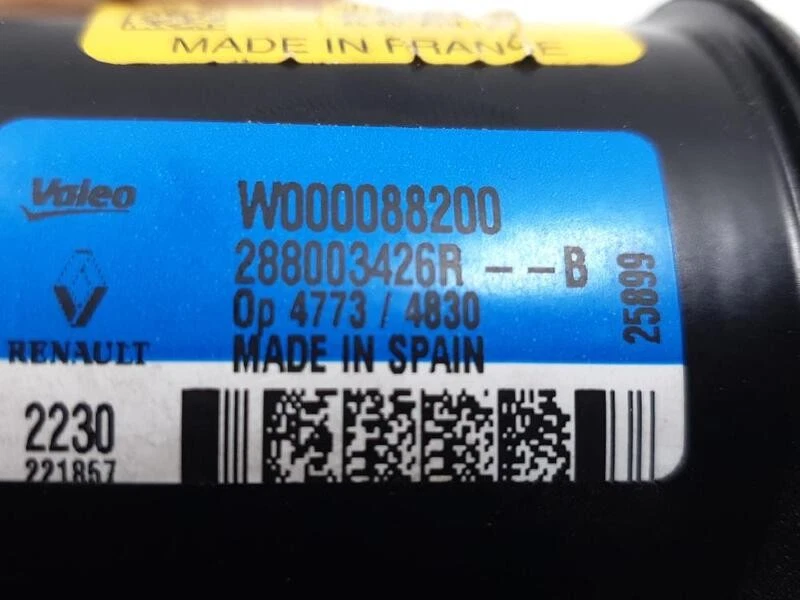 MADE IN FRANCE
Valeo
W000088200
288003426R - - B
Op 4773 / 4830
MADE IN SPAIN
RENAULT
25899
2230
221857